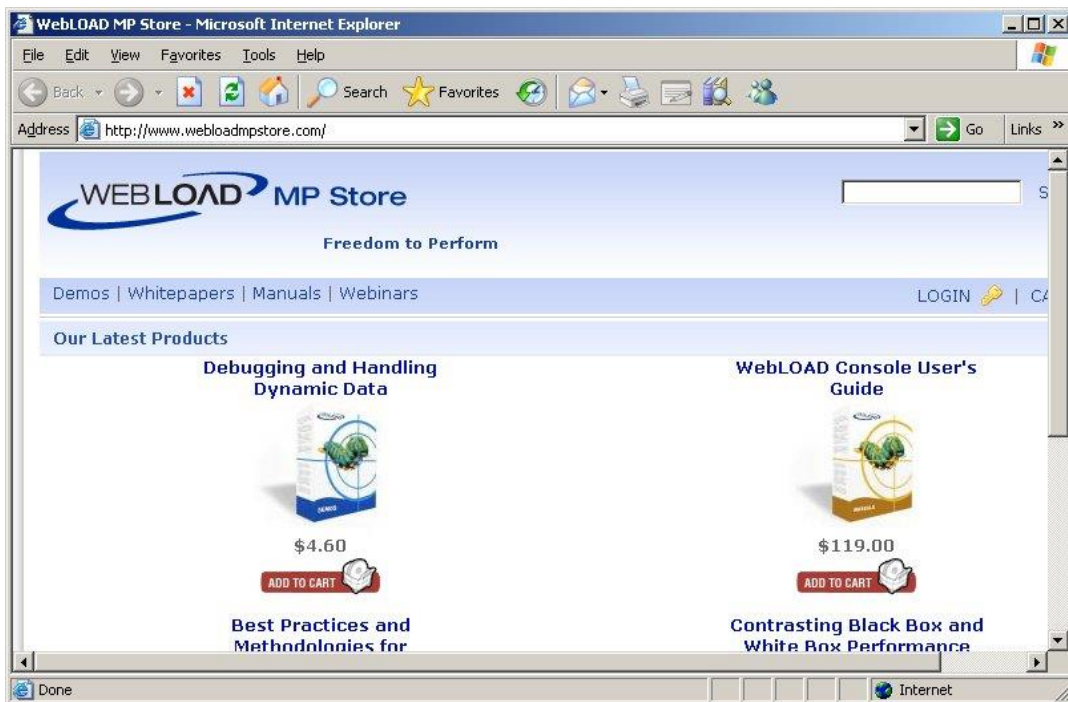 WebLOAD MP Store - Microsoft Internet Explorer
File Edit View Favorites Tools Help
Back Search Favorites
Address http://www.webloadmpstore.com/ Go Links »
WEBLOAD MP Store
Freedom to Perform
Demos | Whitepapers | Manuals | Webinars LOGIN | CA
Our Latest Products
Debugging and Handling
Dynamic Data
DEMOS
$4.60
ADD TO CART
WebLOAD Console User's
Guide
MANUALS
$119.00
ADD TO CART
Best Practices and
Methodologies for
Contrasting Black Box and
White Box Performance
Done Internet